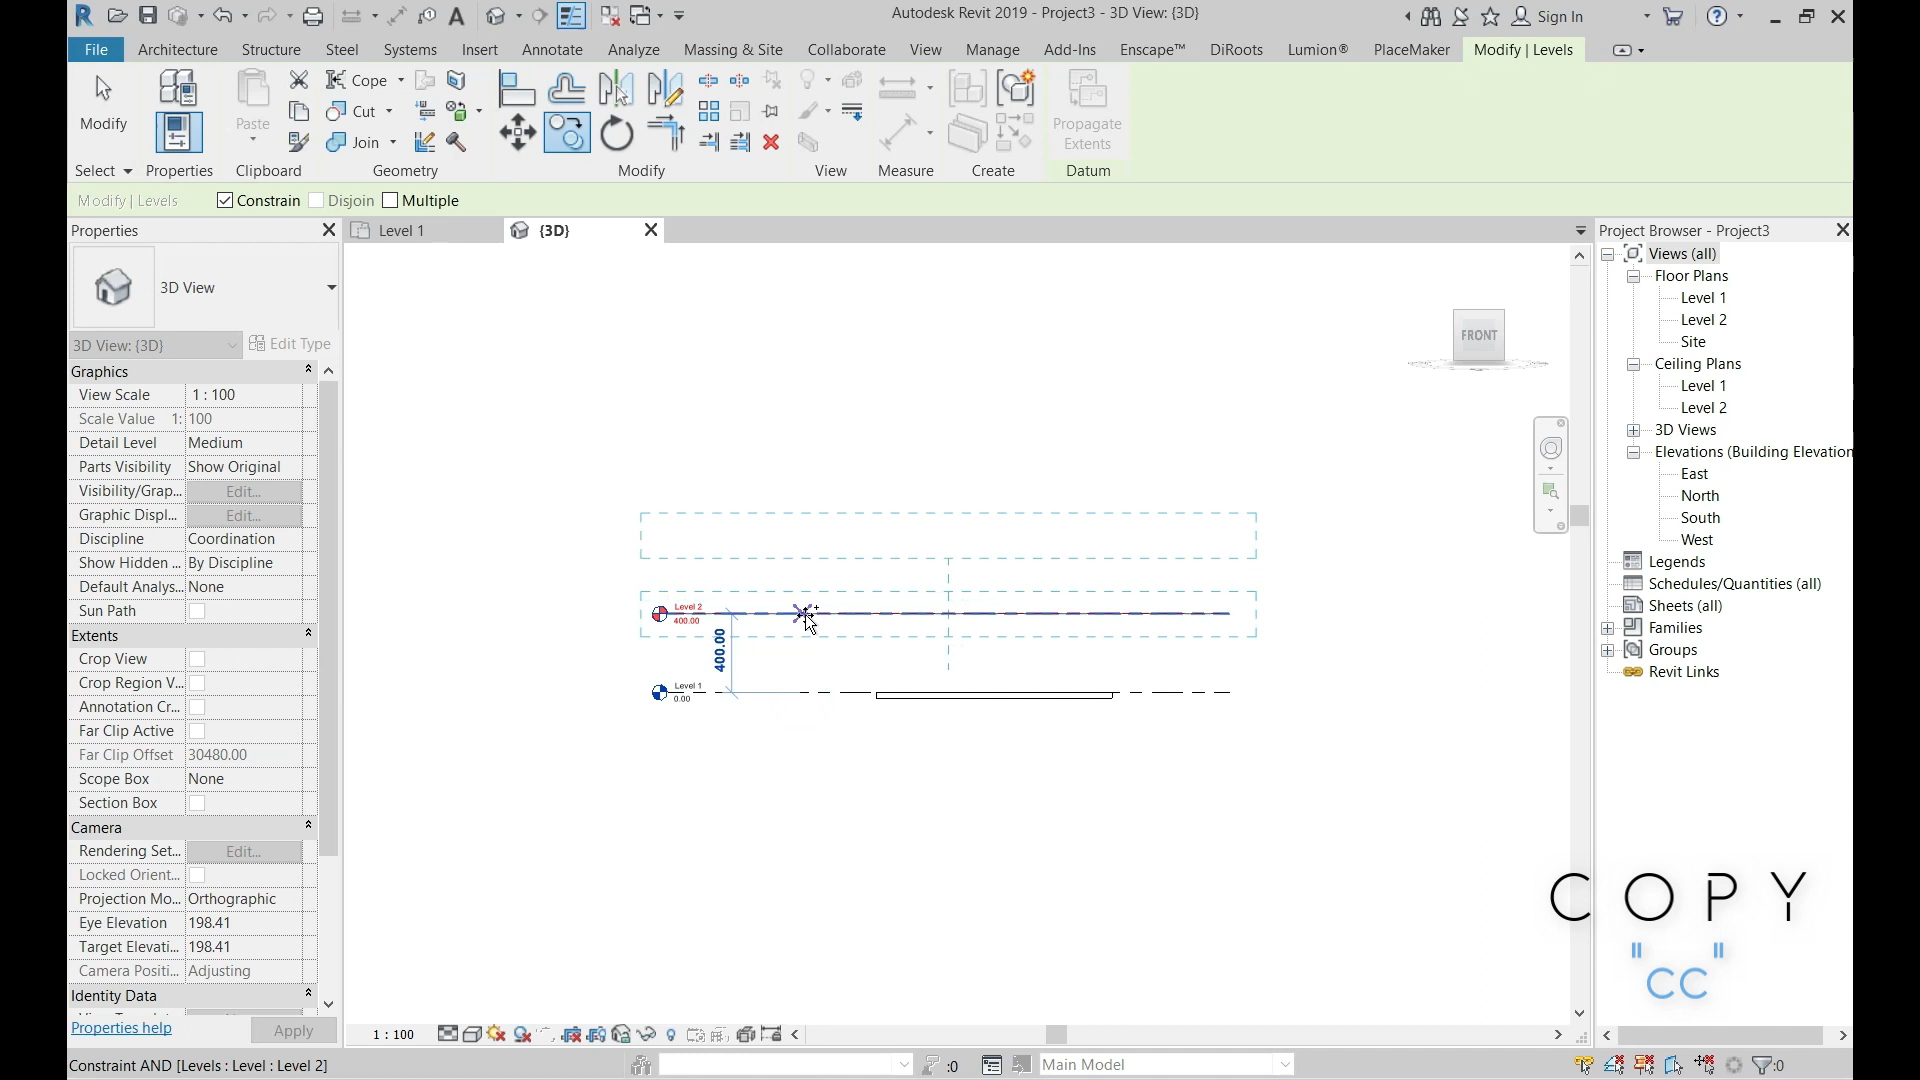 Autodesk Revit 2019 - Project3 - 3D View: {3D}
Sign In
File Architecture Structure Steel Systems Insert Annotate Analyze Massing & Site Collaborate View Manage Add-Ins Enscape™ DiRoots Lumion® PlaceMaker Modify | Levels
Modify
Paste
Cope
Cut
Join
Propagate
Extents
Select Properties Clipboard Geometry Modify View Measure Create Datum
Modify | Levels Constrain Disjoin Multiple
Properties
3D View
3D View: {3D} Edit Type
Graphics
View Scale 1 : 100
Scale Value 1: 100
Detail Level Medium
Parts Visibility Show Original
Visibility/Grap... Edit...
Graphic Displ... Edit...
Discipline Coordination
Show Hidden ... By Discipline
Default Analys... None
Sun Path
Extents
Crop View
Crop Region V...
Annotation Cr...
Far Clip Active
Far Clip Offset 30480.00
Scope Box None
Section Box
Camera
Rendering Set... Edit...
Locked Orient...
Projection Mo... Orthographic
Eye Elevation 198.41
Target Elevati... 198.41
Camera Positi... Adjusting
Identity Data
Properties help Apply
Level 1 {3D}
FRONT
Level 2
400.00
400.00
Level 1
0.00
Project Browser - Project3
Views (all)
Floor Plans
Level 1
Level 2
Site
Ceiling Plans
Level 1
Level 2
3D Views
Elevations (Building Elevation
East
North
South
West
Legends
Schedules/Quantities (all)
Sheets (all)
Families
Groups
Revit Links
COPY
"CC"
1 : 100
Constraint AND [Levels : Level : Level 2]
:0
Main Model
:0